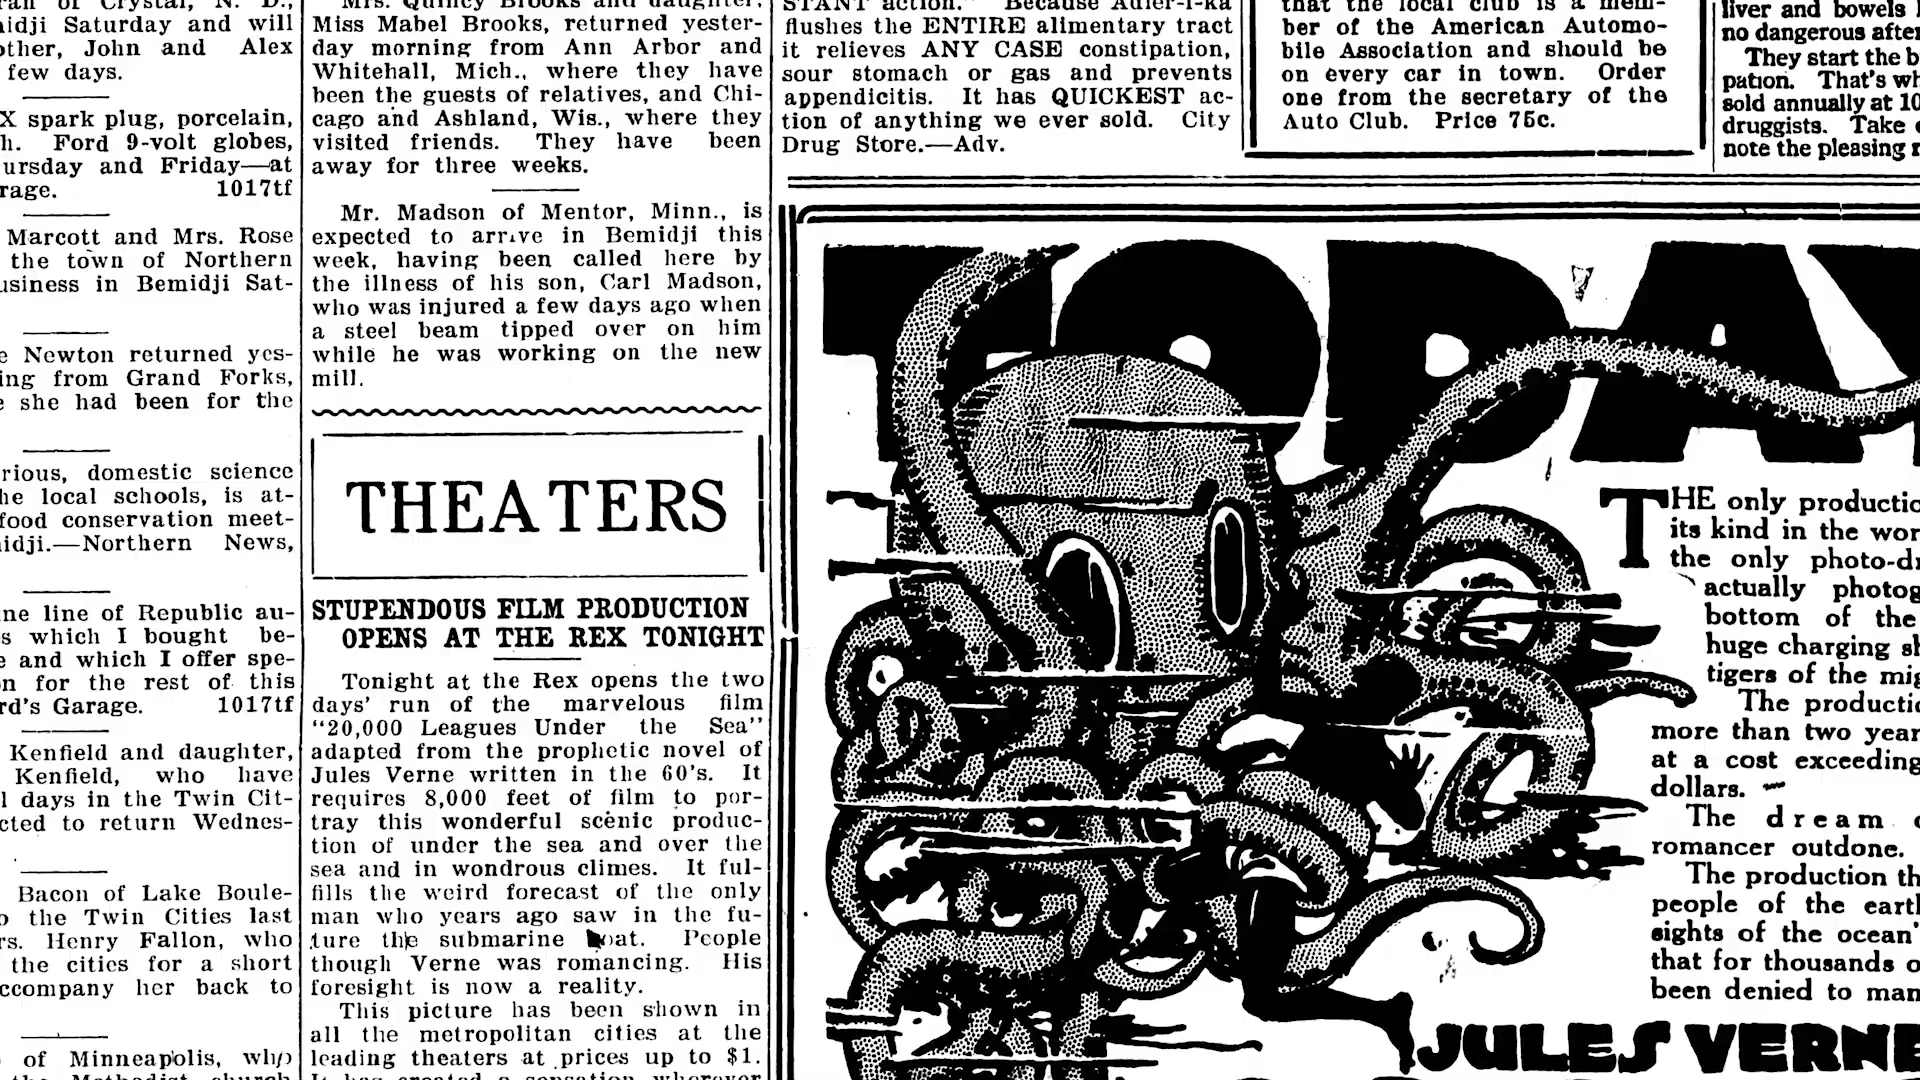 of Crystal, N. D.,
Saturday and will
other, John and Alex
few days.
X spark plug, porcelain,
h. Ford 9-volt globes,
ursday and Friday—at
rage. 1017tf
Marcott and Mrs. Rose
the town of Northern
usiness in Bemidji Sat-
e Newton returned yes-
ing from Grand Forks,
e she had been for the
rious, domestic science
he local schools, is at-
food conservation meet-
idji.—Northern News,
ne line of Republic au-
s which I bought be-
e and which I offer spe-
n for the rest of this
rd's Garage. 1017tf
Kenfield and daughter,
Kenfield, who have
l days in the Twin Cit-
cted to return Wednes-
Bacon of Lake Boule-
o the Twin Cities last
rs. Henry Fallon, who
the cities for a short
ccompany her back to
of Minneapolis, who
the Methodist church
Mrs. Quincy Brooks and daughter,
Miss Mabel Brooks, returned yester-
day morning from Ann Arbor and
Whitehall, Mich., where they have
been the guests of relatives, and Chi-
cago and Ashland, Wis., where they
visited friends. They have been
away for three weeks.
Mr. Madson of Mentor, Minn., is
expected to arrive in Bemidji this
week, having been called here by
the illness of his son, Carl Madson,
who was injured a few days ago when
a steel beam tipped over on him
while he was working on the new
mill.
THEATERS
STUPENDOUS FILM PRODUCTION
OPENS AT THE REX TONIGHT
Tonight at the Rex opens the two
days' run of the marvelous film
"20,000 Leagues Under the Sea"
adapted from the prophetic novel of
Jules Verne written in the 60's. It
requires 8,000 feet of film to por-
tray this wonderful scenic produc-
tion of under the sea and over the
sea and in wondrous climes. It ful-
fills the weird forecast of the only
man who years ago saw in the fu-
ture the submarine boat. People
though Verne was romancing. His
foresight is now a reality.
This picture has been shown in
all the metropolitan cities at the
leading theaters at prices up to $1.
It has created a sensation wherever
STANT action." Because Adler-i-ka
flushes the ENTIRE alimentary tract
it relieves ANY CASE constipation,
sour stomach or gas and prevents
appendicitis. It has QUICKEST ac-
tion of anything we ever sold. City
Drug Store.—Adv.
that the local club is a mem-
ber of the American Automo-
bile Association and should be
on every car in town. Order
one from the secretary of the
Auto Club. Price 75c.
liver and bowels
no dangerous after
They start the b
pation. That's wh
sold annually at 10
druggists. Take
note the pleasing r
TODAY
THE only productio
its kind in the wor
the only photo-dr
actually photog
bottom of the
huge charging sh
tigers of the mig
The productio
more than two year
at a cost exceeding
dollars.
The dream
romancer outdone.
The production th
people of the earth
sights of the ocean'
that for thousands o
been denied to man
JULES VERNE